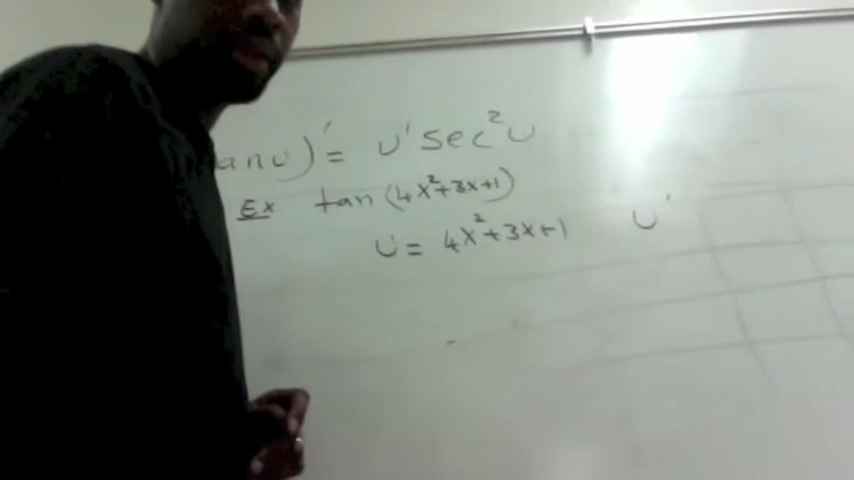 anu)' = u' sec²u
Ex tan (4x²+3x+1)
u = 4x²+3x+1 u'